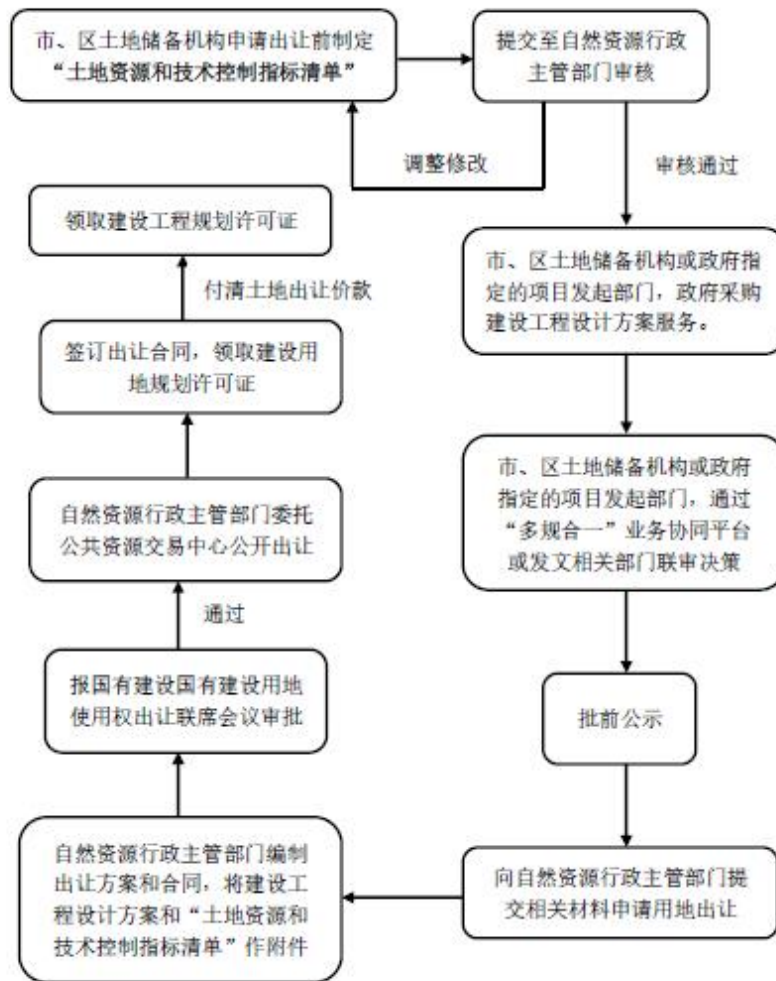 市、区土地储备机构申请出让前制定
“土地资源和技术控制指标清单”
提交至自然资源行政
主管部门审核
调整修改
审核通过
市、区土地储备机构或政府指
定的项目发起部门，政府采购
建设工程设计方案服务。
市、区土地储备机构或政府
指定的项目发起部门，通过
“多规合一”业务协同平台
或发文相关部门联审决策
批前公示
向自然资源行政主管部门提
交相关材料申请用地出让
自然资源行政主管部门编制
出让方案和合同，将建设工
程设计方案和“土地资源和
技术控制指标清单”作附件
报国有建设国有建设用地
使用权出让联席会议审批
通过
自然资源行政主管部门委托
公共资源交易中心公开出让
签订出让合同，领取建设用
地规划许可证
付清土地出让价款
领取建设工程规划许可证